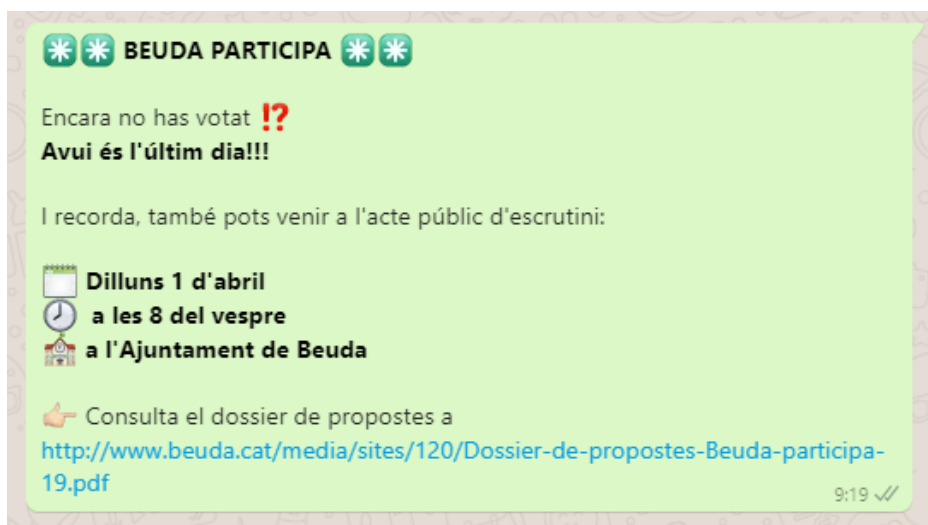 BEUDA PARTICIPA
Encara no has votat ⁉
Avui és l'últim dia!!!
I recorda, també pots venir a l'acte públic d'escrutini:
Dilluns 1 d'abril
a les 8 del vespre
a l'Ajuntament de Beuda
Consulta el dossier de propostes a
http://www.beuda.cat/media/sites/120/Dossier-de-propostes-Beuda-participa-
19.pdf
9:19